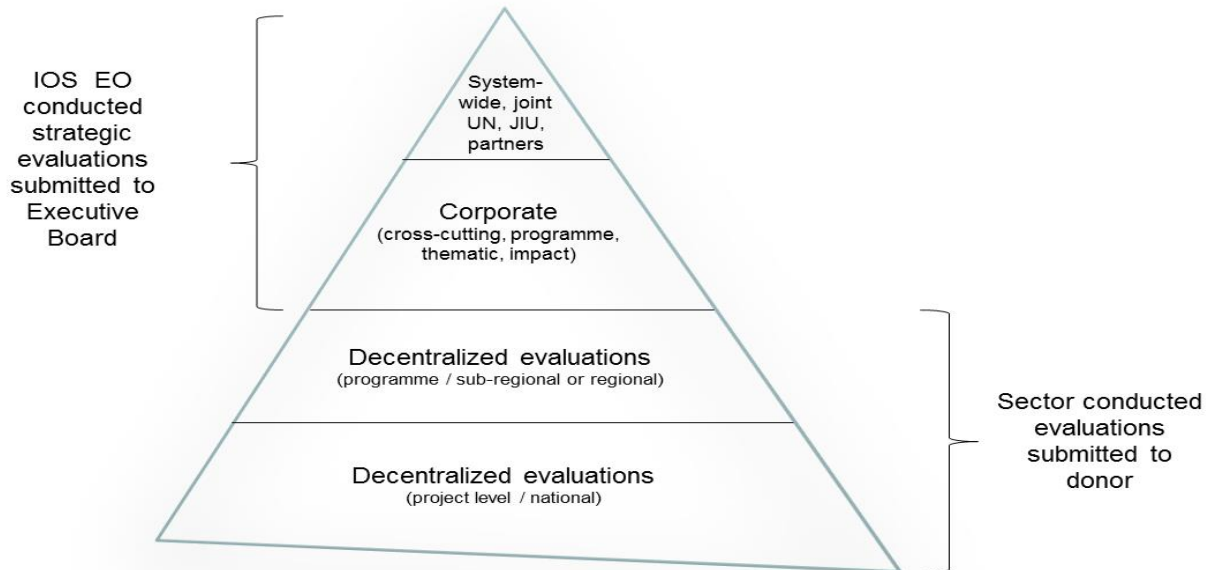 IOS EO
conducted
strategic
evaluations
submitted to
Executive
Board
System-
wide, joint
UN, JIU,
partners
Corporate
(cross-cutting, programme,
thematic, impact)
Decentralized evaluations
(programme / sub-regional or regional)
Decentralized evaluations
(project level / national)
Sector conducted
evaluations
submitted to
donor